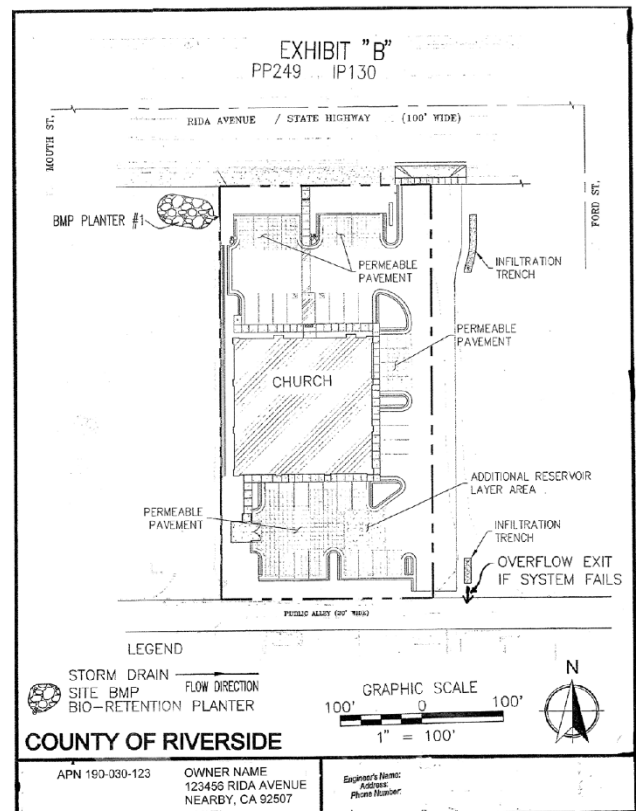 EXHIBIT "B"
PP249 IP130
MOUTH ST.
RIDA AVENUE / STATE HIGHWAY (100' WIDE)
FORD ST.
BMP PLANTER #1
PERMEABLE
PAVEMENT
INFILTRATION
TRENCH
PERMEABLE
PAVEMENT
CHURCH
ADDITIONAL RESERVOIR
LAYER AREA
PERMEABLE
PAVEMENT
INFILTRATION
TRENCH
OVERFLOW EXIT
IF SYSTEM FAILS
PUBLIC ALLEY (20' WIDE)
LEGEND
STORM DRAIN
FLOW DIRECTION
SITE BMP
BIO-RETENTION PLANTER
GRAPHIC SCALE
100' 0 100'
1" = 100'
N
COUNTY OF RIVERSIDE
APN 190-030-123
OWNER NAME
123456 RIDA AVENUE
NEARBY, CA 92507
Engineer's Name:
Address:
Phone Number: